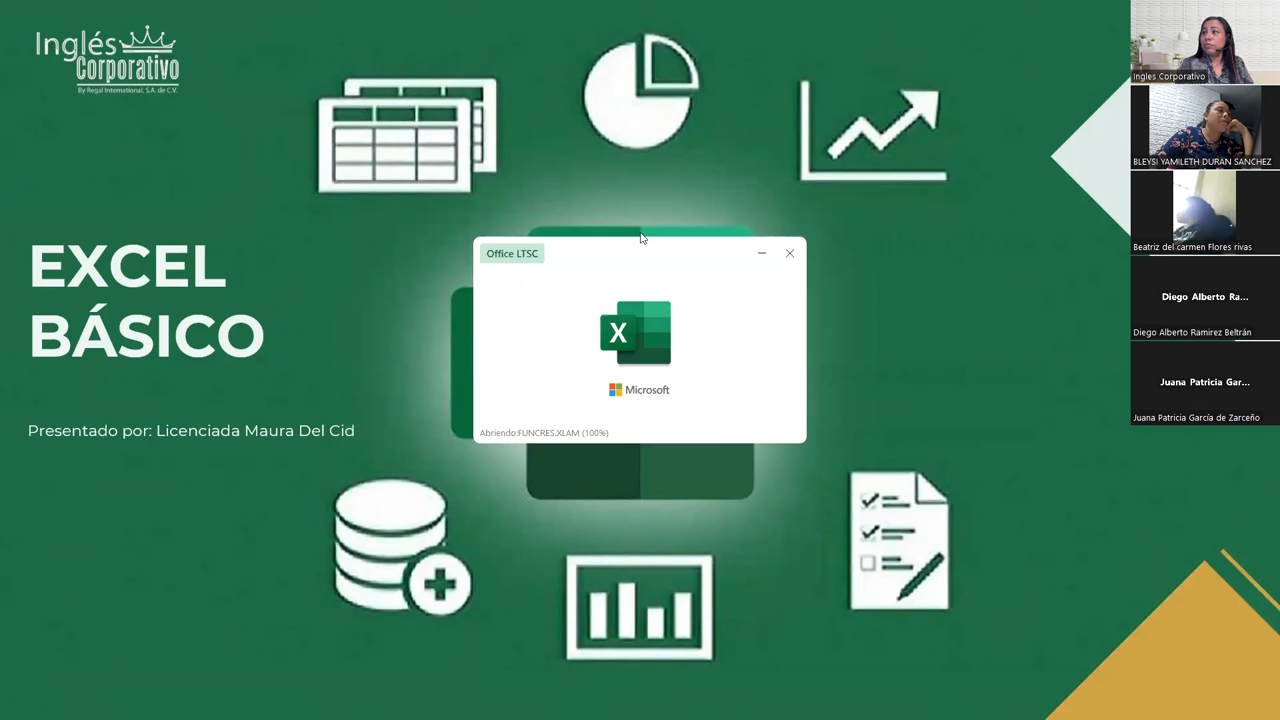 Inglés
Corporativo
By Regal International, S.A. de C.V.
EXCEL
BÁSICO
Presentado por: Licenciada Maura Del Cid
Office LTSC
X
Microsoft
Abriendo:FUNCRES.XLAM (100%)
Ingles Corporativo
BLEYSI YAMILETH DURÁN SANCHEZ
Beatriz del carmen Flores rivas
Diego Alberto Ra...
Diego Alberto Ramirez Beltrán
Juana Patricia Gar...
Juana Patricia García de Zarceño